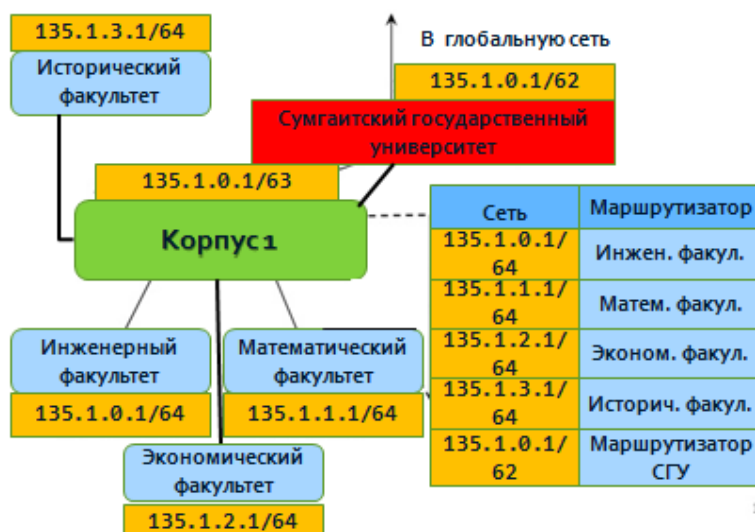 135.1.3.1/64
Исторический
факультет
В глобальную сеть
135.1.0.1/62
Сумгаитский государственный
университет
135.1.0.1/63
Корпус1
Сеть
Маршрутизатор
135.1.0.1/
64
Инжен. факул.
135.1.1.1/
64
Матем. факул.
135.1.2.1/
64
Эконом. факул.
135.1.3.1/
64
Историч. факул.
135.1.0.1/
62
Маршрутизатор
СГУ
Инженерный
факультет
135.1.0.1/64
Математический
факультет
135.1.1.1/64
Экономический
факультет
135.1.2.1/64